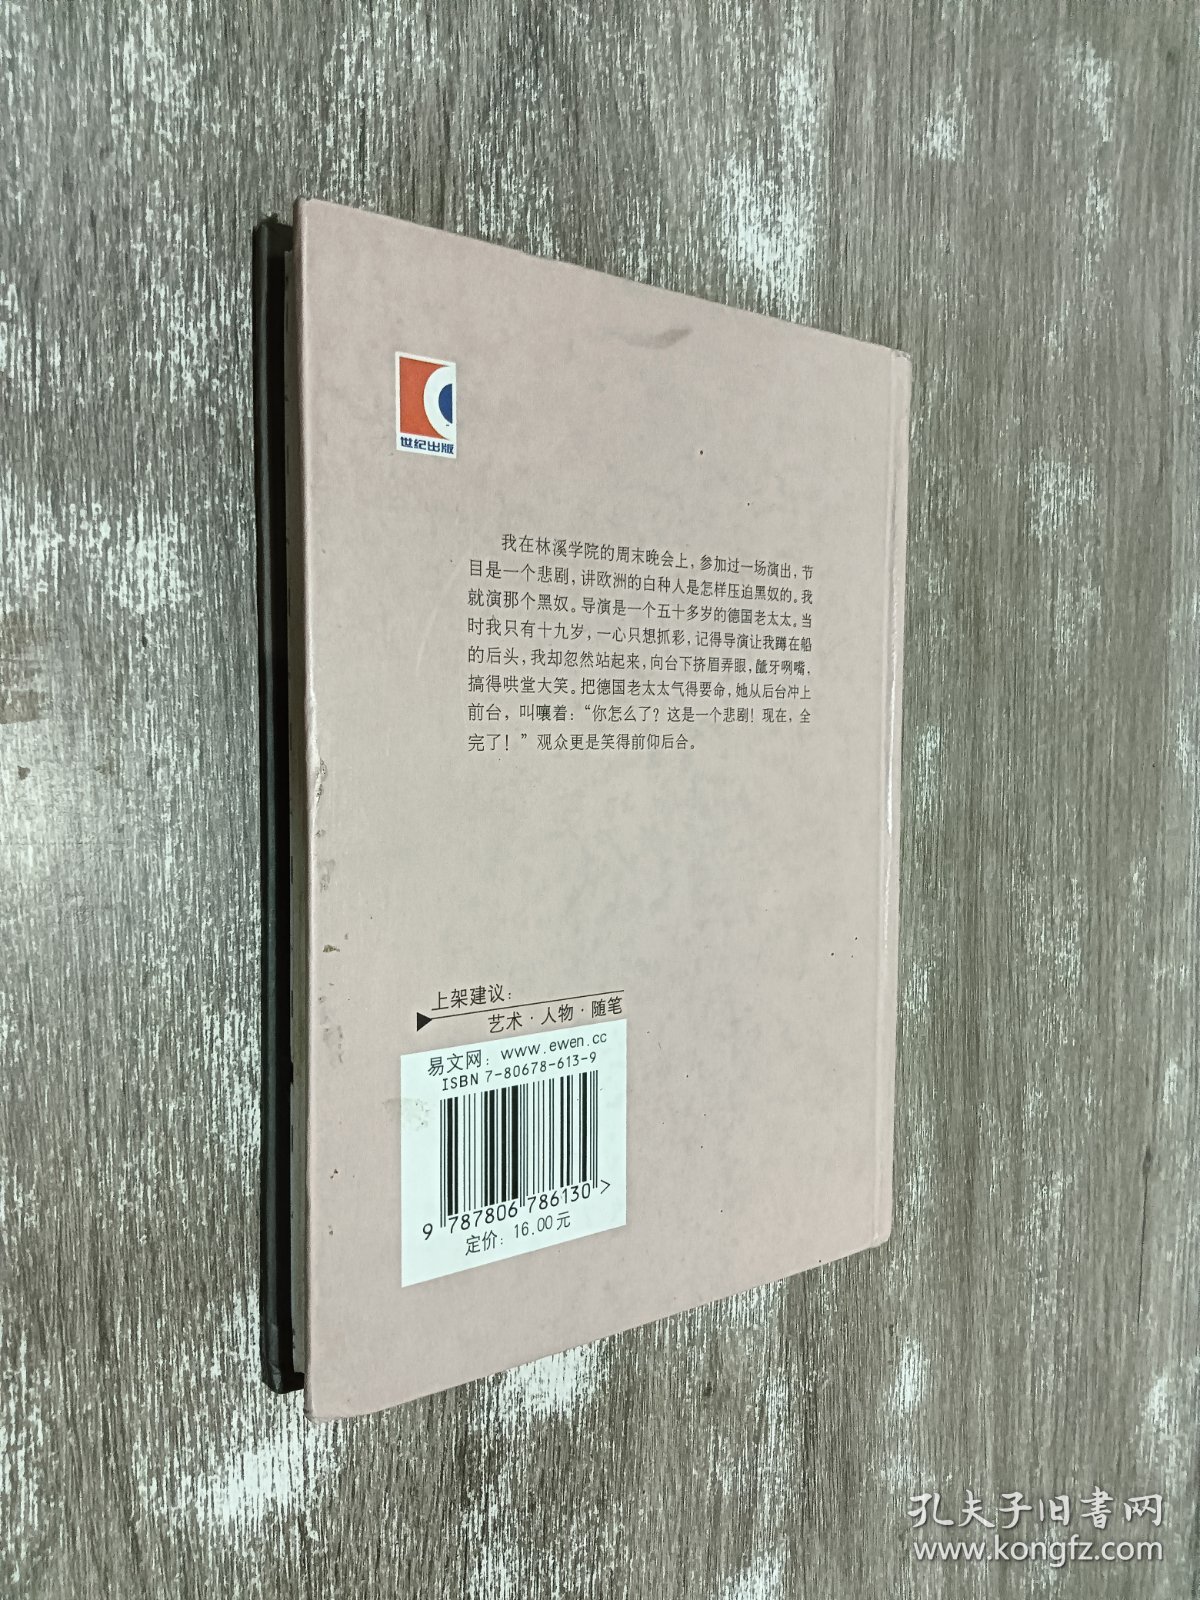 世纪出版
我在林溪学院的周末晚会上，参加过一场演出，节
目是一个悲剧，讲欧洲的白种人是怎样压迫黑奴的。我
就演那个黑奴。导演是一个五十多岁的德国老太太。当
时我只有十九岁，一心只想抓彩，记得导演让我蹲在船
的后头，我却忽然站起来，向台下挤眉弄眼，龇牙咧嘴，
搞得哄堂大笑。把德国老太太气得要命，她从后台冲上
前台，叫嚷着：“你怎么了？这是一个悲剧！现在，全
完了！”观众更是笑得前仰后合。
上架建议：
艺术·人物·随笔
易文网：www.ewen.cc
ISBN 7-80678-613-9
9 787806 786130 >
定价：16.00元
孔夫子旧书网
www.kongfz.com